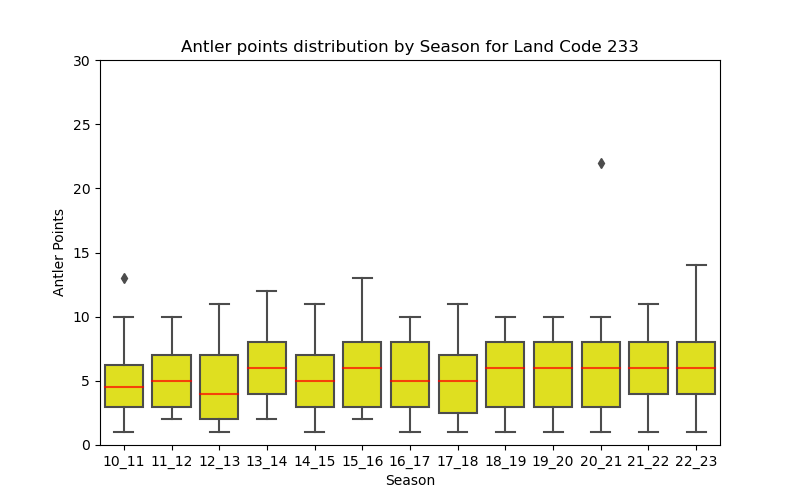 Antler points distribution by Season for Land Code 233
30
25
20
15
10
5
0
Antler Points
10_11 11_12 12_13 13_14 14_15 15_16 16_17 17_18 18_19 19_20 20_21 21_22 22_23
Season